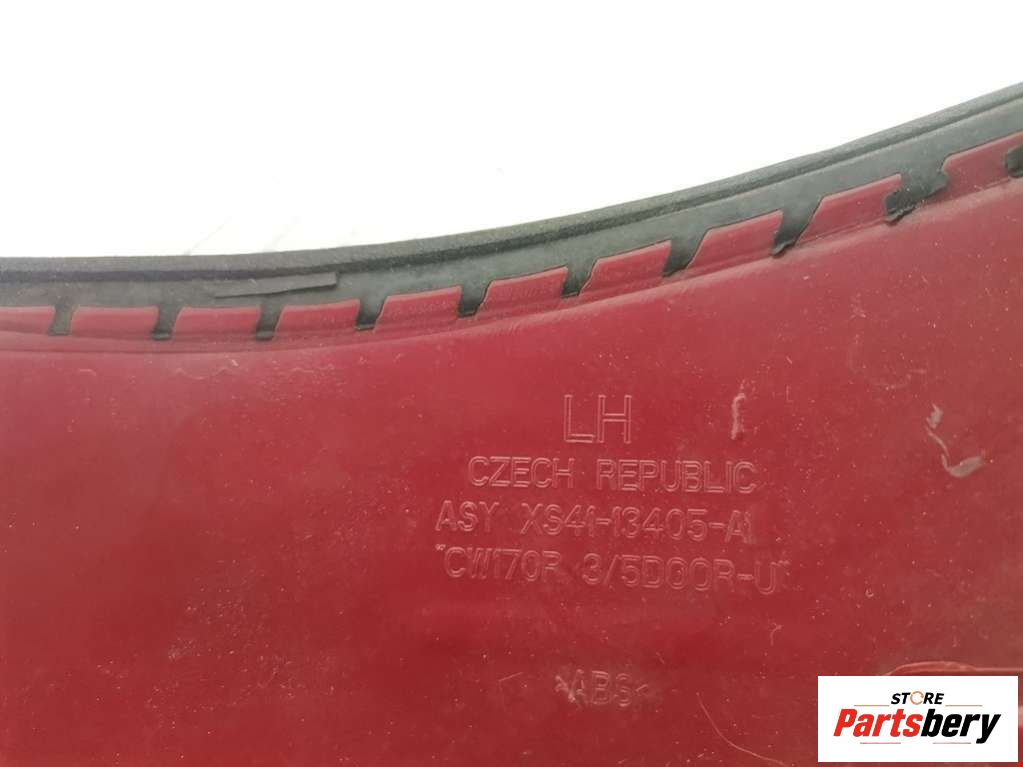 LH
CZECH REPUBLIC
ASY XS41-13405-A1
"CW170R 3/5DOOR-U"
>ABS<
STORE
Partsbery